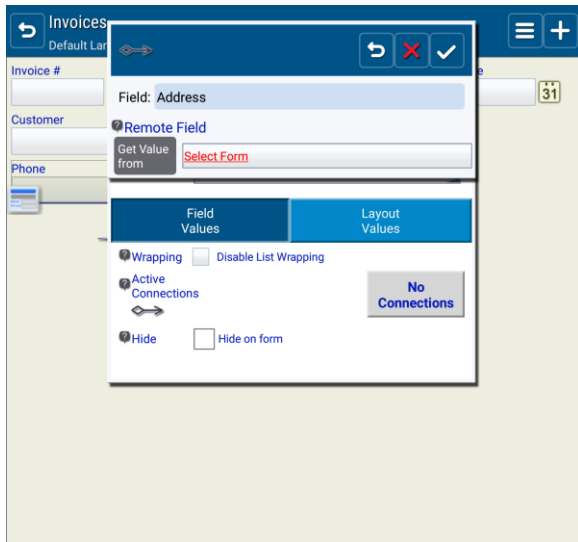 Invoices
Default Lar
Invoice #
e
31
Field: Address
Customer
Remote Field
Get Value
from
Select Form
Phone
Field
Values
Layout
Values
Wrapping
Disable List Wrapping
Active
Connections
No
Connections
Hide
Hide on form